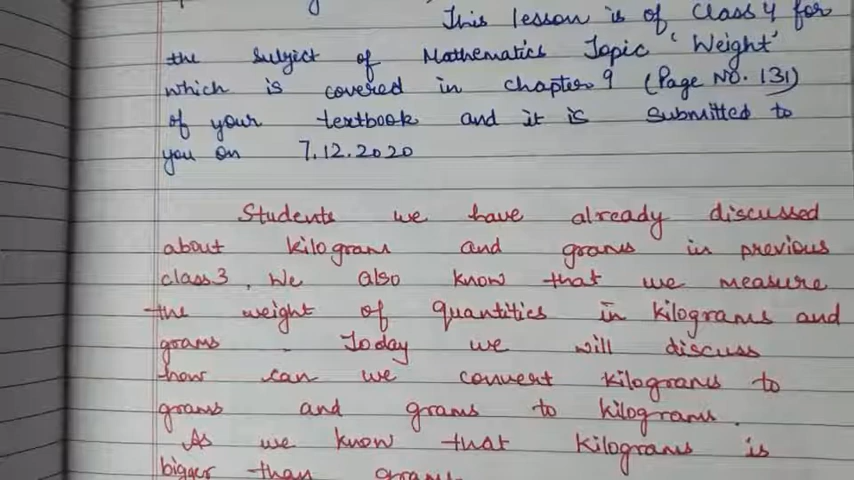 This lesson is of Class 4 for
the subject of Mathematics Topic 'Weight'
which is covered in chapter 9 (Page No. 131)
of your textbook and it is submitted to
you on 7.12.2020
Students we have already discussed
about kilogram and grams in previous
class 3. We also know that we measure
the weight of quantities in kilograms and
grams. Today we will discuss
how can we convert kilograms to
grams and grams to kilograms.
As we know that kilograms is
bigger than grams